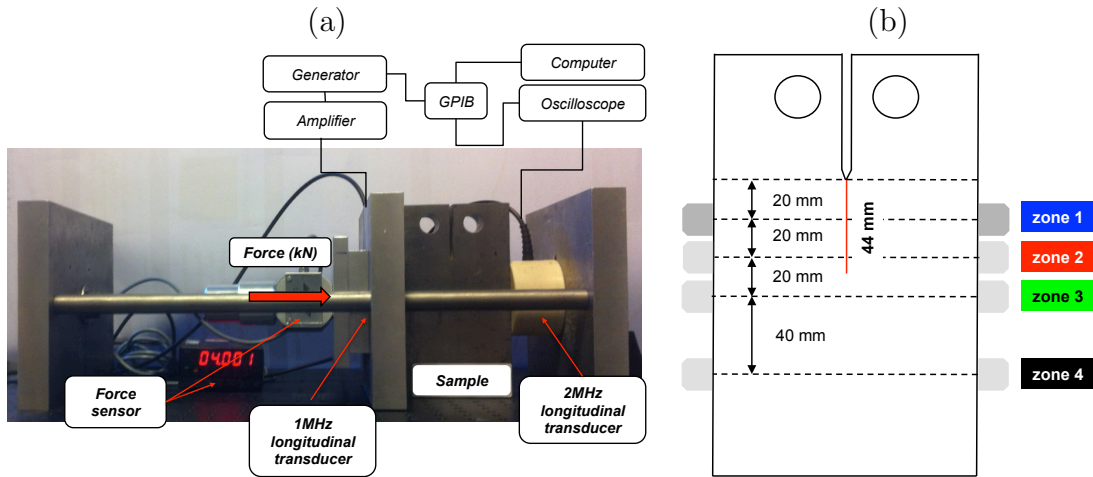 (a)
(b)
Generator
Computer
GPIB
Amplifier
Oscilloscope
Force (kN)
04.001
Force
sensor
Sample
1MHz
longitudinal
transducer
2MHz
longitudinal
transducer
20 mm
20 mm
20 mm
40 mm
44 mm
zone 1
zone 2
zone 3
zone 4